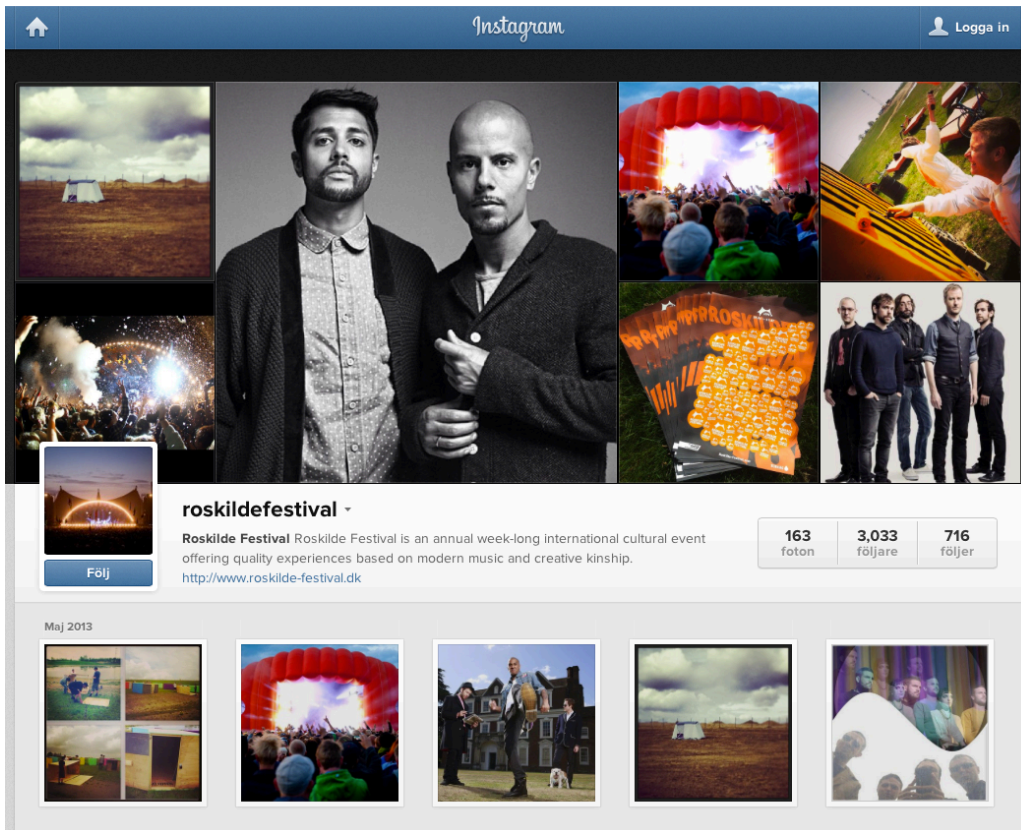 Instagram
Logga in
ROSKILDE
roskildefestival
Roskilde Festival Roskilde Festival is an annual week-long international cultural event
offering quality experiences based on modern music and creative kinship.
http://www.roskilde-festival.dk
Följ
163
foton
3,033
följare
716
följer
Maj 2013